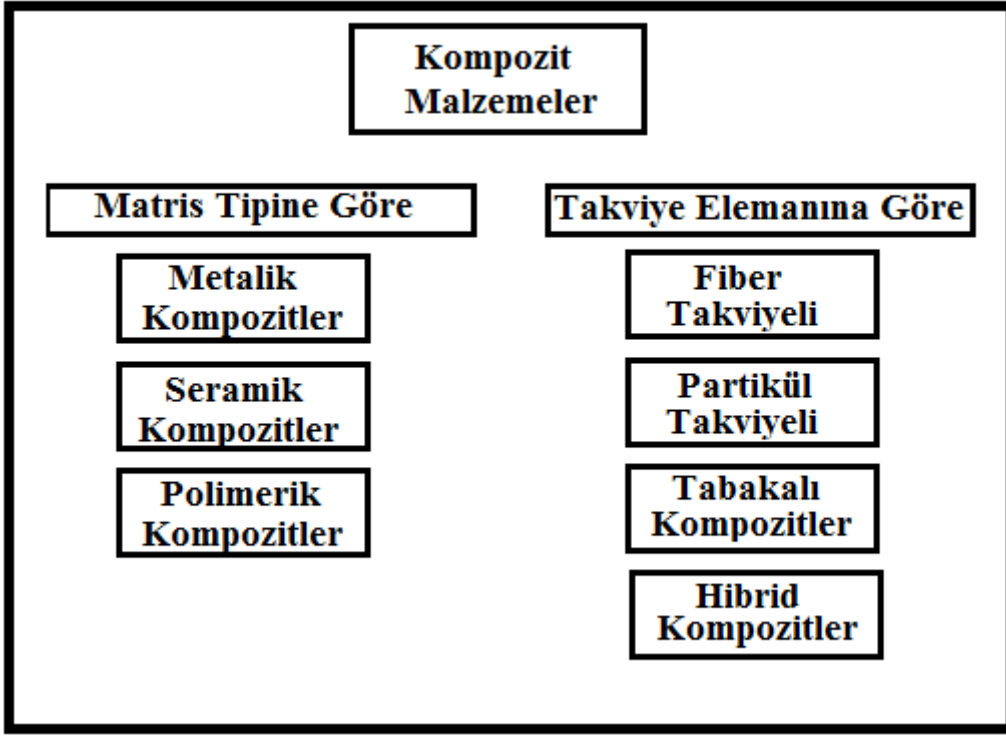 Kompozit
Malzemeler
Matris Tipine Göre
Metalik
Kompozitler
Seramik
Kompozitler
Polimerik
Kompozitler
Takviye Elemanına Göre
Fiber
Takviyeli
Partikül
Takviyeli
Tabakalı
Kompozitler
Hibrid
Kompozitler